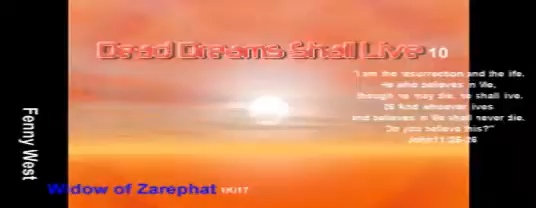 Dead Dreams Shall Live 10
"I am the resurrection and the life.
He who believes in Me,
though he may die, he shall live.
26 And whoever lives
and believes in Me shall never die.
Do you believe this?"
John11:25-26
Fenny West
Widow of Zarephat 1Ki17